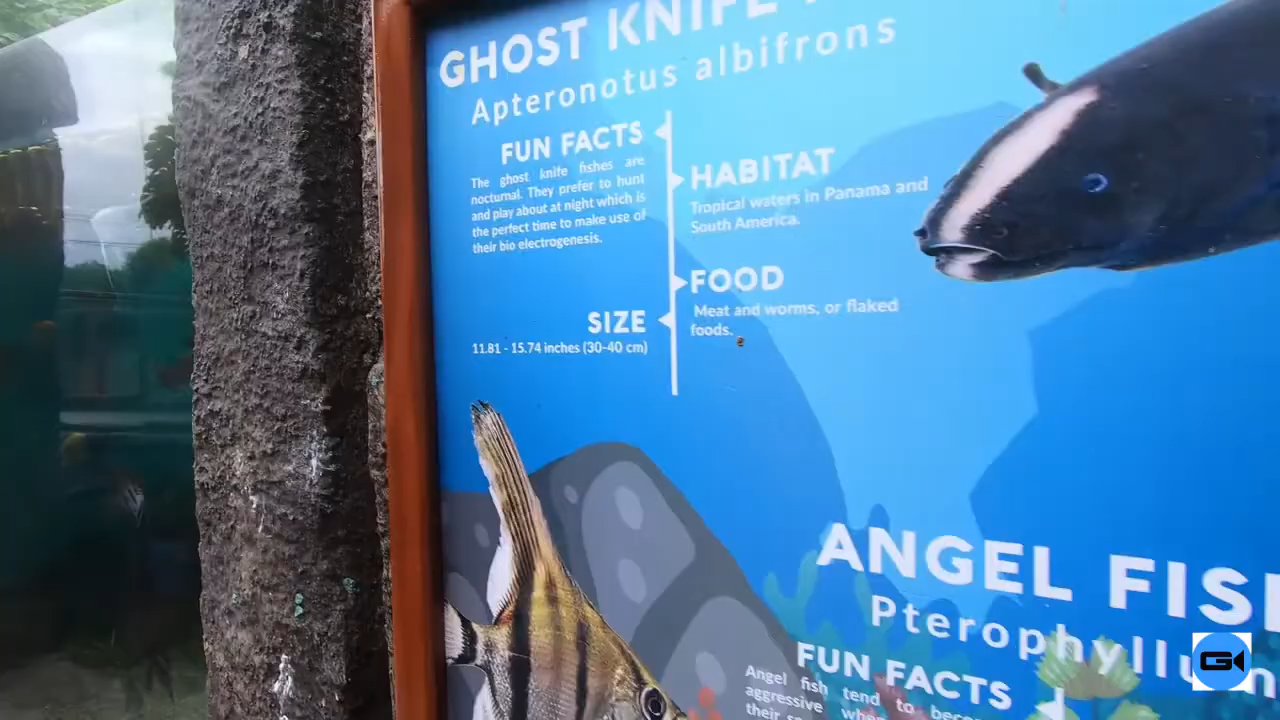 GHOST KNIFE
Apteronotus albifrons
FUN FACTS
The ghost knife fishes are
nocturnal. They prefer to hunt
and play about at night which is
the perfect time to make use of
their bio electrogenesis.
HABITAT
Tropical waters in Panama and
South America.
FOOD
Meat and worms, or flaked
foods.
SIZE
11.81 - 15.74 inches (30-40 cm)
ANGEL FISH
FUN FACTS
Angel fish tend to
aggressive
their